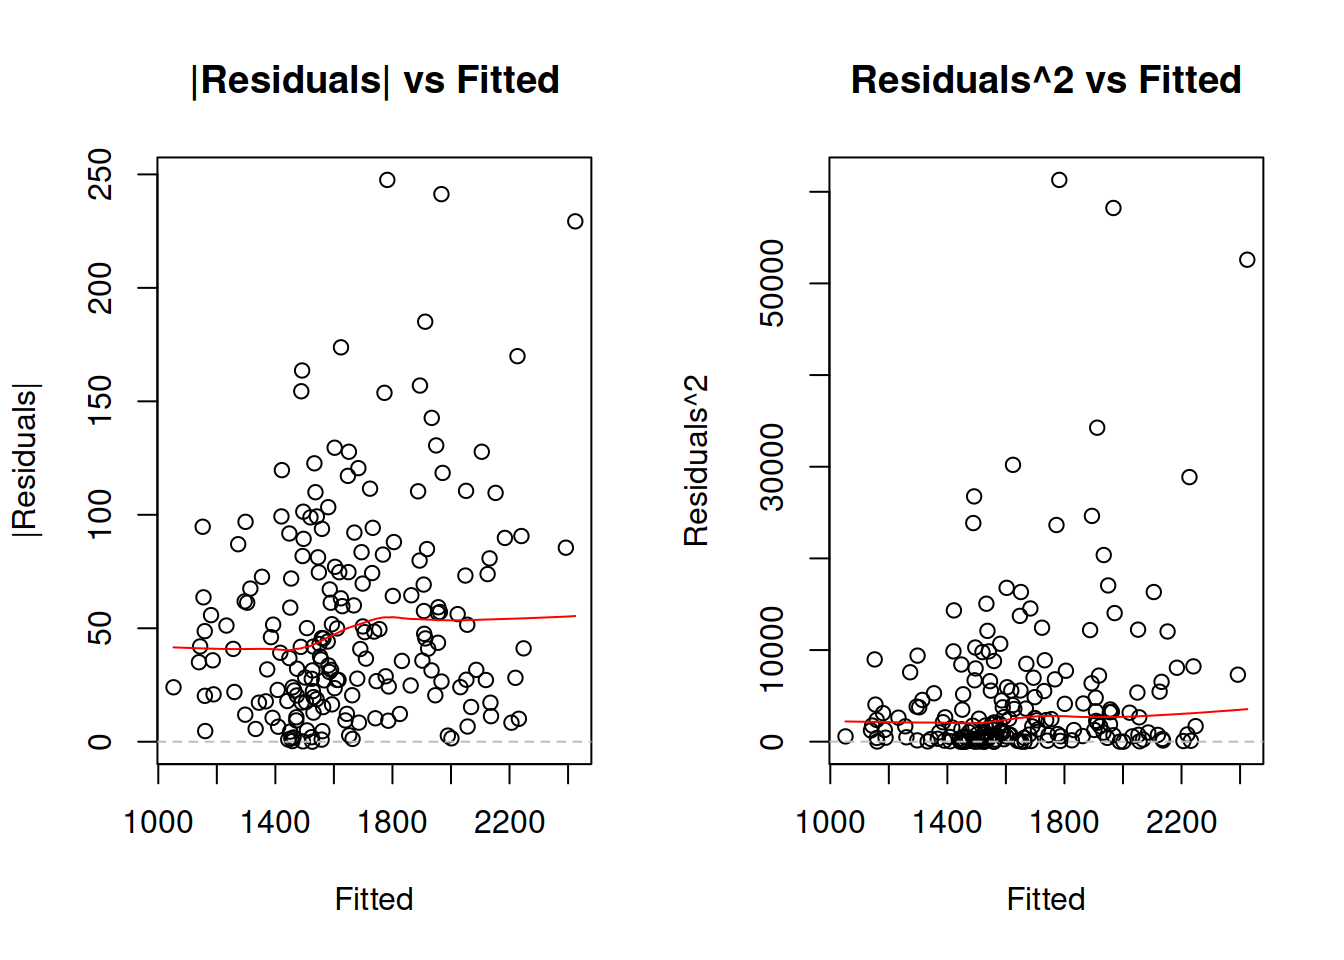 |Residuals| vs Fitted
|Residuals|
250
200
150
100
50
0
1000 1400 1800 2200
Fitted
Residuals^2 vs Fitted
Residuals^2
50000
30000
10000
0
1000 1400 1800 2200
Fitted